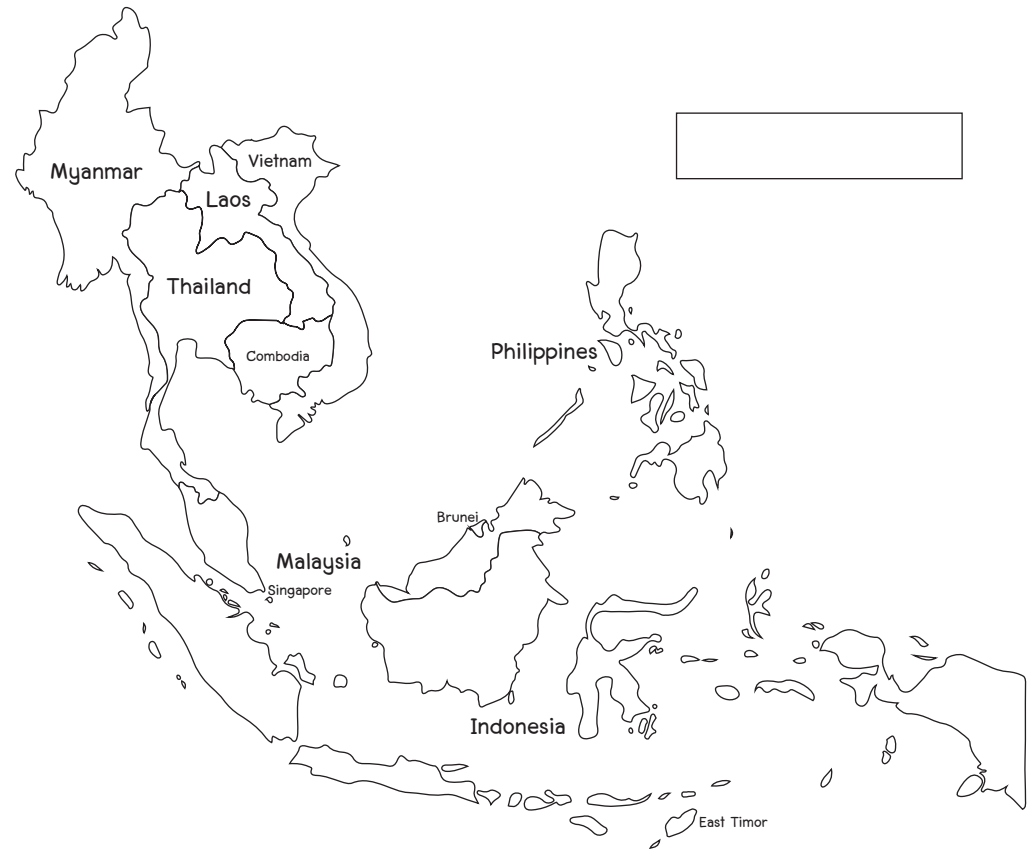 Vietnam
Myanmar
Laos
Thailand
Philippines
Combodia
Brunei
Malaysia
Singapore
Indonesia
East Timor